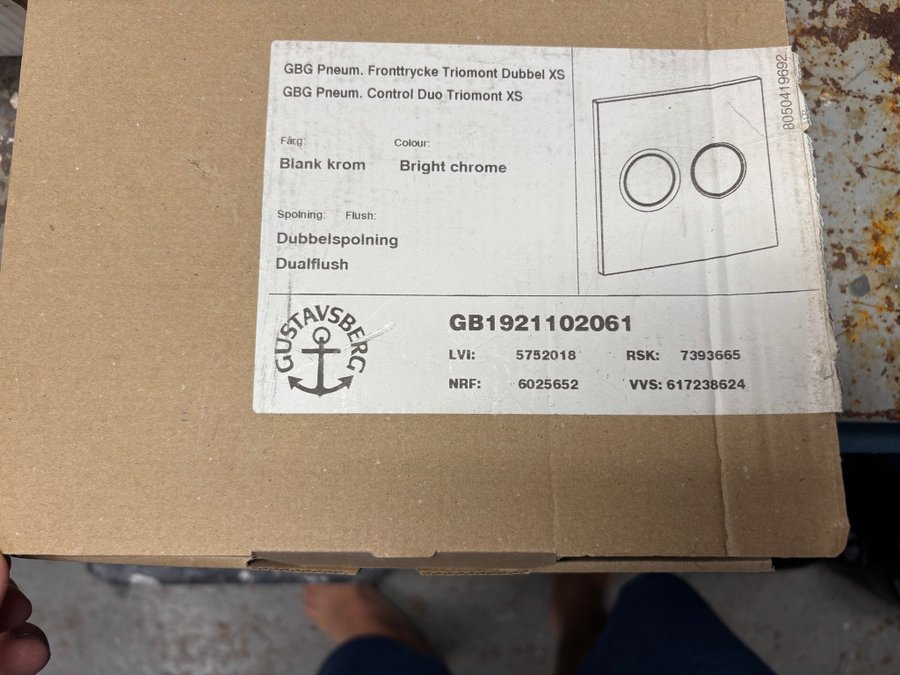 GBG Pneum. Fronttrycke Triomont Dubbel XS
GBG Pneum. Control Duo Triomont XS
Färg: Colour:
Blank krom Bright chrome
Spolning: Flush:
Dubbelspolning
Dualflush
8050419692
GUSTAVSBERG
GB1921102061
LVi: 5752018 RSK: 7393665
NRF: 6025652 VVS: 617238624